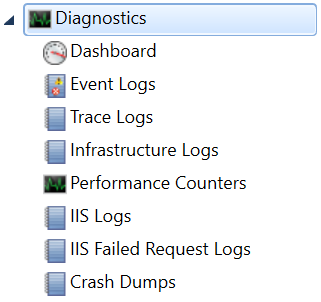 Diagnostics
Dashboard
Event Logs
Trace Logs
Infrastructure Logs
Performance Counters
IIS Logs
IIS Failed Request Logs
Crash Dumps